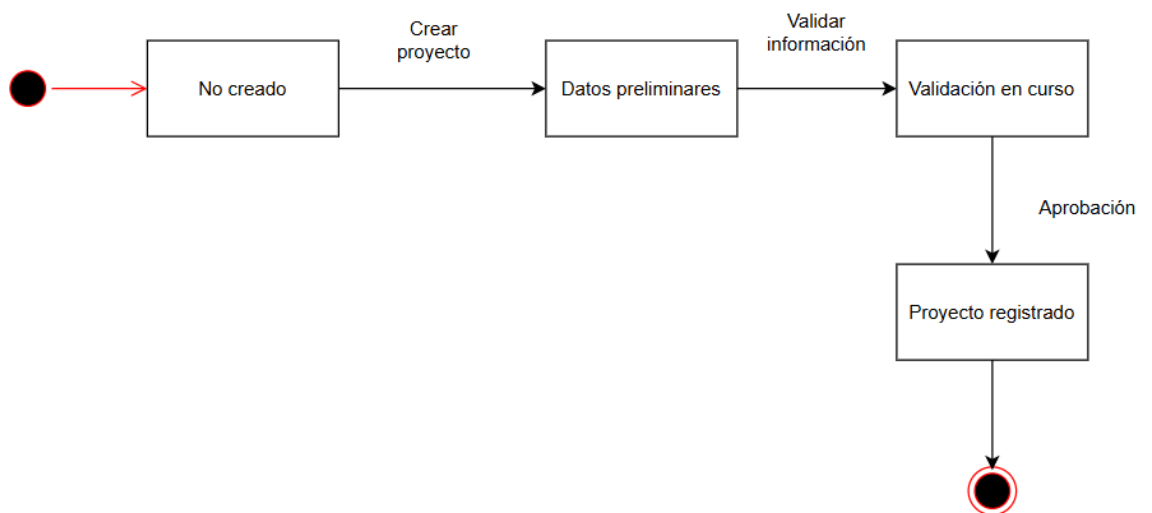 Crear
proyecto
Validar
información
No creado
Datos preliminares
Validación en curso
Aprobación
Proyecto registrado